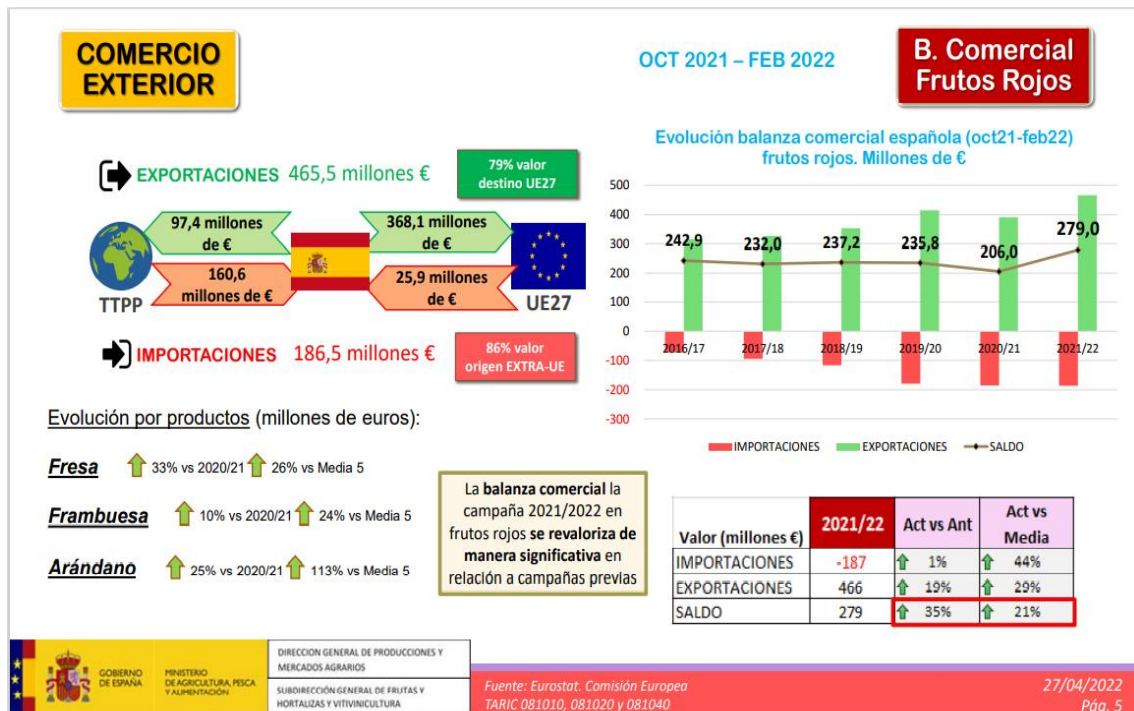 COMERCIO
EXTERIOR
OCT 2021 – FEB 2022
B. Comercial
Frutos Rojos
EXPORTACIONES 465,5 millones €
79% valor
destino UE27
97,4 millones
de €
368,1 millones
de €
160,6
millones de €
25,9 millones
de €
TTPP
UE27
IMPORTACIONES 186,5 millones €
86% valor
origen EXTRA-UE
Evolución balanza comercial española (oct21-feb22)
frutos rojos. Millones de €
500
400
300
200
100
0
-100
-200
-300
242,9
232,0
237,2
235,8
206,0
279,0
2016/17
2017/18
2018/19
2019/20
2020/21
2021/22
IMPORTACIONES
EXPORTACIONES
SALDO
Evolución por productos (millones de euros):
Fresa 33% vs 2020/21 26% vs Media 5
Frambuesa 10% vs 2020/21 24% vs Media 5
Arándano 25% vs 2020/21 113% vs Media 5
La balanza comercial la
campaña 2021/2022 en
frutos rojos se revaloriza de
manera significativa en
relación a campañas previas
Valor (millones €) 2021/22 Act vs Ant Act vs
Media
IMPORTACIONES -187 1% 44%
EXPORTACIONES 466 19% 29%
SALDO 279 35% 21%
GOBIERNO
DE ESPAÑA
MINISTERIO
DE AGRICULTURA, PESCA
Y ALIMENTACIÓN
DIRECCION GENERAL DE PRODUCCIONES Y
MERCADOS AGRARIOS
SUBDIRECCIÓN GENERAL DE FRUTAS Y
HORTALIZAS Y VITIVINICULTURA
Fuente: Eurostat. Comisión Europea
TARIC 081010, 081020 y 081040
27/04/2022
Pág. 5